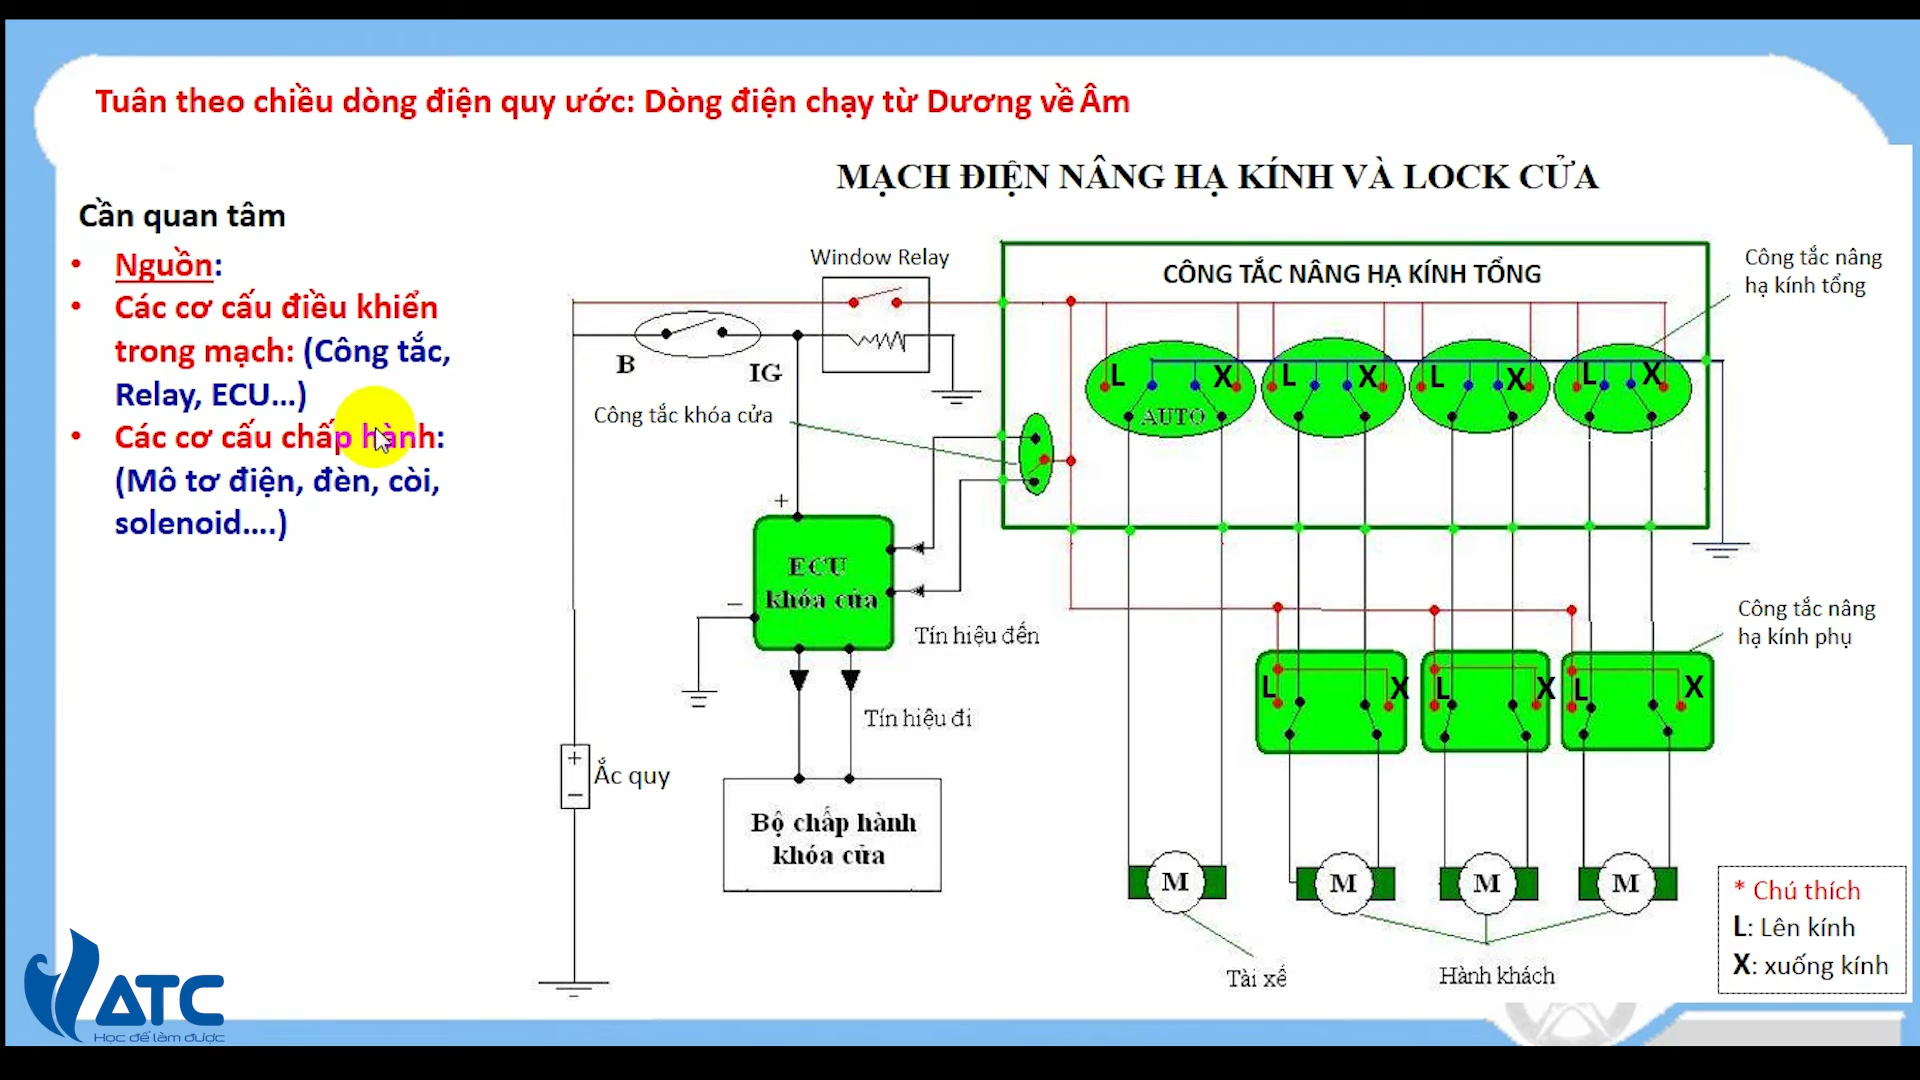 Tuân theo chiều dòng điện quy ước: Dòng điện chạy từ Dương về Âm
MẠCH ĐIỆN NÂNG HẠ KÍNH VÀ LOCK CỬA
Cần quan tâm
• Nguồn:
• Các cơ cấu điều khiển
trong mạch: (Công tắc,
Relay, ECU...)
• Các cơ cấu chấp hành:
(Mô tơ điện, đèn, còi,
solenoid....)
Window Relay
CÔNG TẮC NÂNG HẠ KÍNH TỔNG
Công tắc nâng
hạ kính tổng
B
IG
L X L X L X L X
AUTO
Công tắc khóa cửa
+
ECU
khóa cửa
−
Tín hiệu đến
Công tắc nâng
hạ kính phụ
L X L X L X
Tín hiệu đi
+
−
Ắc quy
Bộ chấp hành
khóa cửa
M M M M
Tài xế
Hành khách
* Chú thích
L: Lên kính
X: xuống kính
ATC
Học để làm được